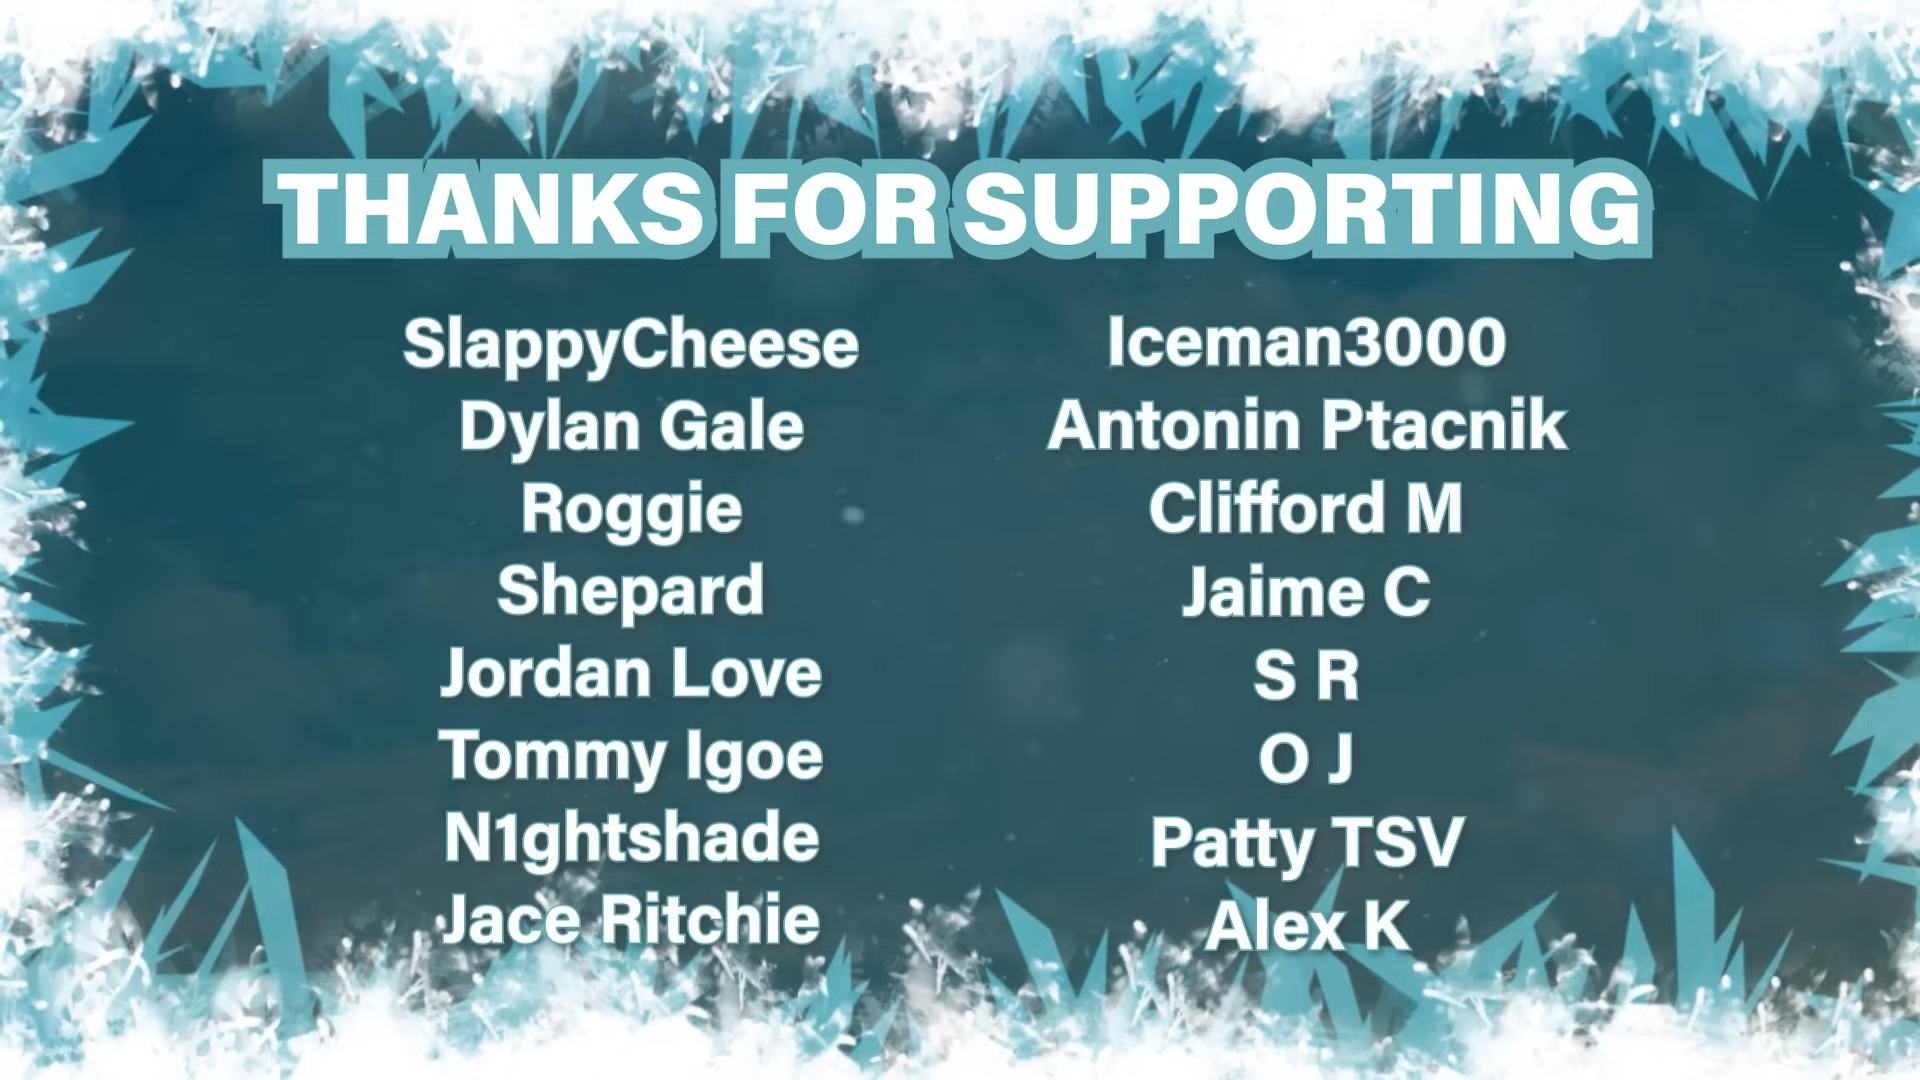 THANKS FOR SUPPORTING
SlappyCheese
Dylan Gale
Roggie
Shepard
Jordan Love
Tommy Igoe
N1ghtshade
Jace Ritchie
Iceman3000
Antonin Ptacnik
Clifford M
Jaime C
S R
O J
Patty TSV
Alex K